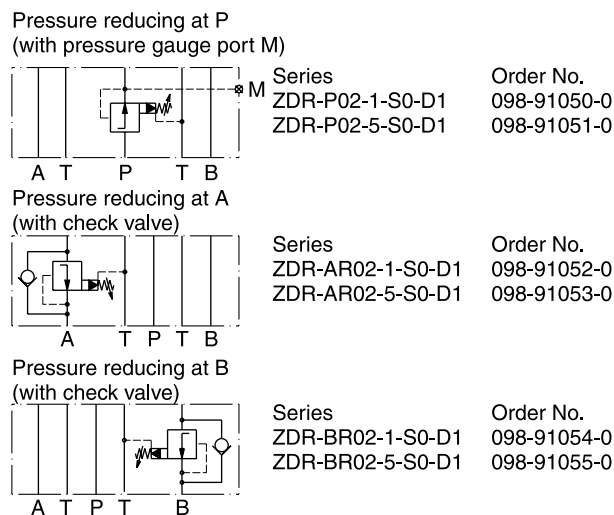 Pressure reducing at P
(with pressure gauge port M)
M
Series Order No.
ZDR-P02-1-S0-D1 098-91050-0
ZDR-P02-5-S0-D1 098-91051-0
A T P T B
Pressure reducing at A
(with check valve)
Series Order No.
ZDR-AR02-1-S0-D1 098-91052-0
ZDR-AR02-5-S0-D1 098-91053-0
A T P T B
Pressure reducing at B
(with check valve)
Series Order No.
ZDR-BR02-1-S0-D1 098-91054-0
ZDR-BR02-5-S0-D1 098-91055-0
A T P T B